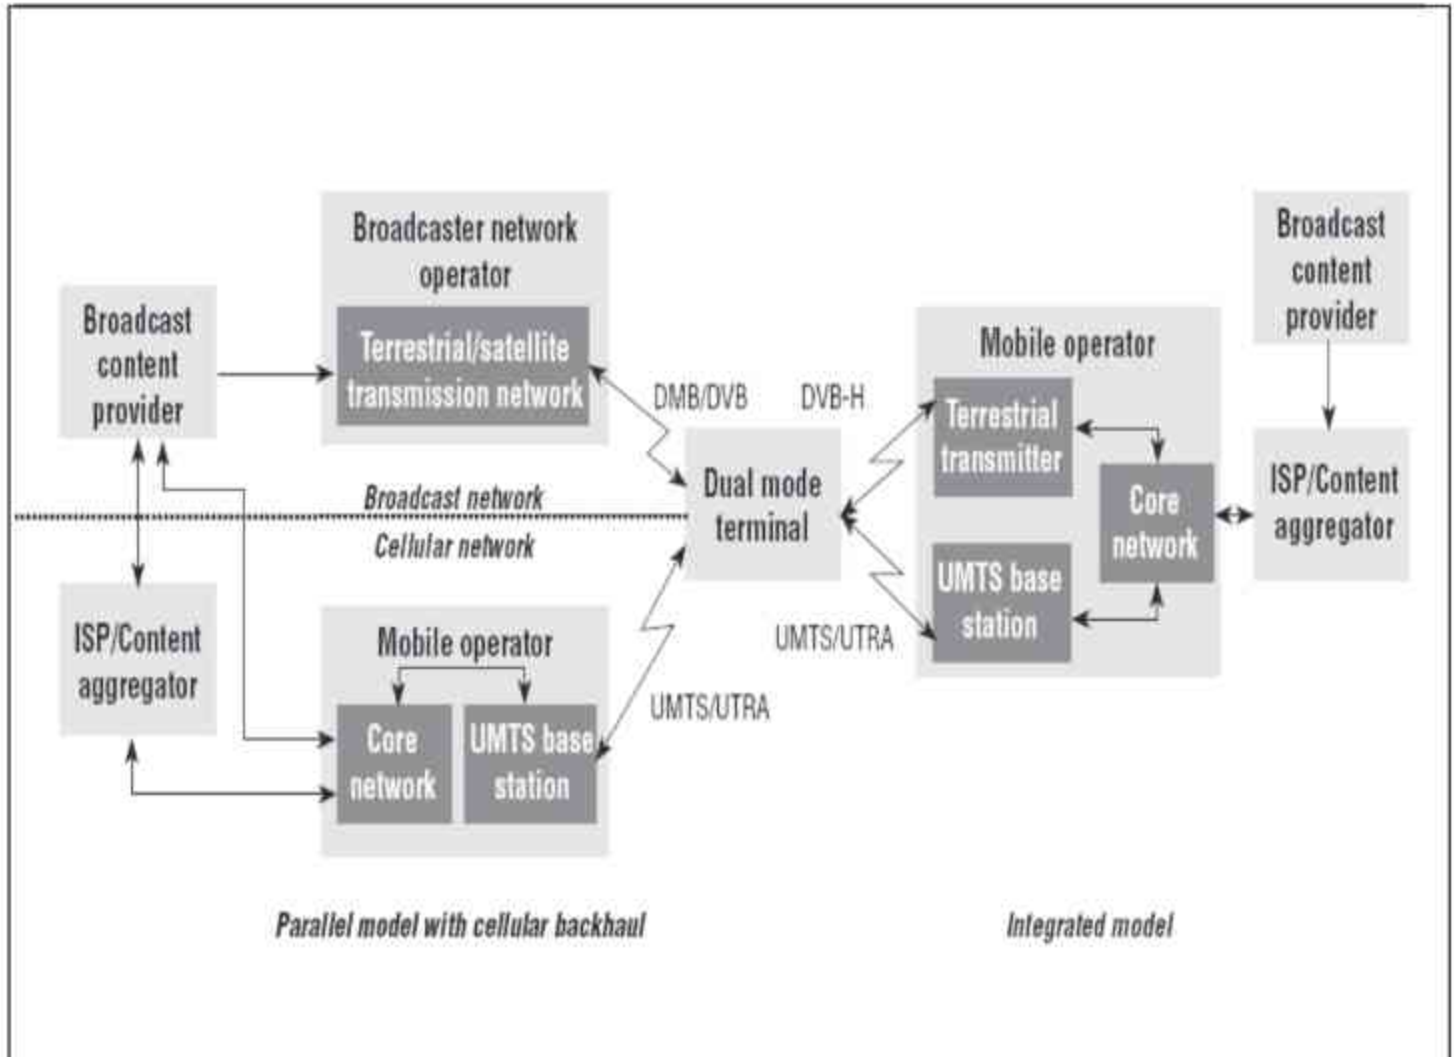 Broadcaster network
operator
Terrestrial/satellite
transmission network
Broadcast
content
provider
DMB/DVB
Broadcast network
Cellular network
Dual mode
terminal
ISP/Content
aggregator
Mobile operator
Core
network
UMTS base
station
UMTS/UTRA
Parallel model with cellular backhaul
DVB-H
UMTS/UTRA
Mobile operator
Terrestrial
transmitter
Core
network
UMTS base
station
Broadcast
content
provider
ISP/Content
aggregator
Integrated model